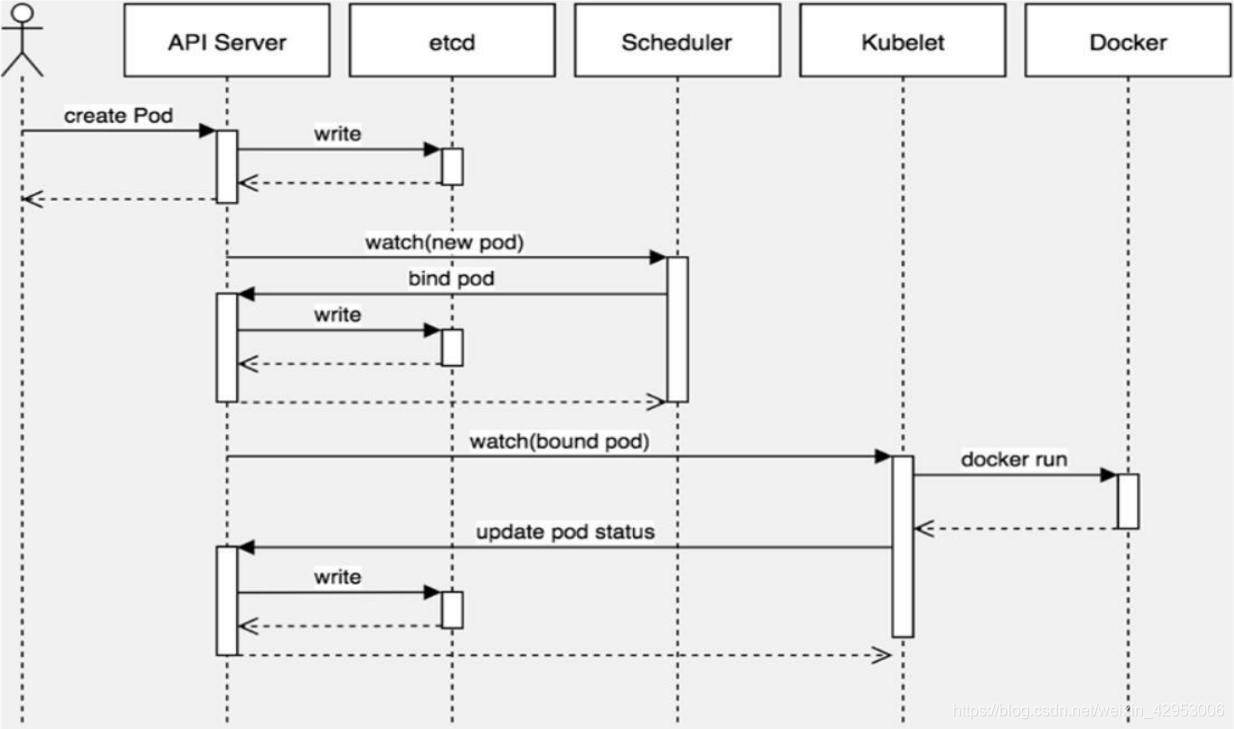 API Server
etcd
Scheduler
Kubelet
Docker
create Pod
write
watch(new pod)
bind pod
write
watch(bound pod)
docker run
update pod status
write
https://blog.csdn.net/weixin_42953006